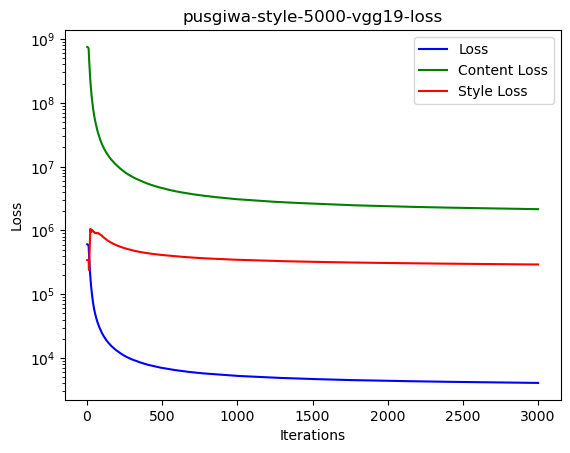 pusgiwa-style-5000-vgg19-loss
10⁹
10⁸
10⁷
10⁶
10⁵
10⁴
Loss
Loss
Content Loss
Style Loss
0
500
1000
1500
2000
2500
3000
Iterations